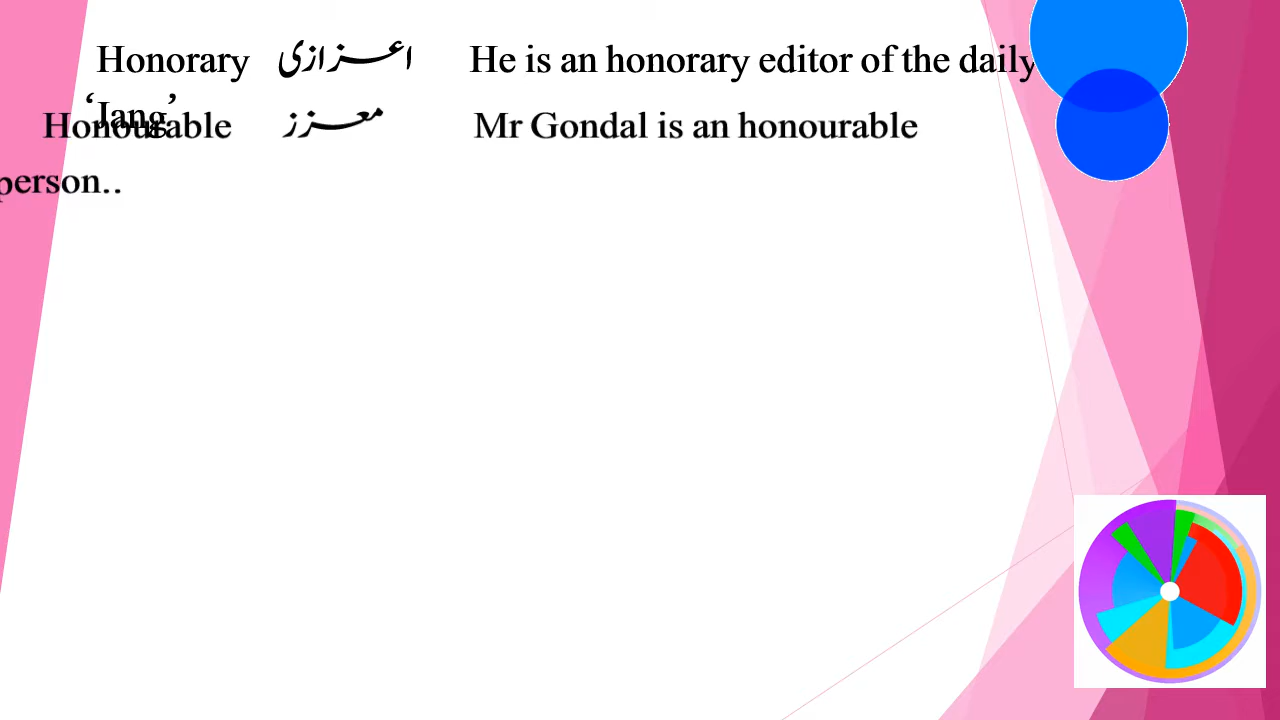 Honorary اعزازی He is an honorary editor of the daily
‘Jang’
Honourable معزز Mr Gondal is an honourable
person..